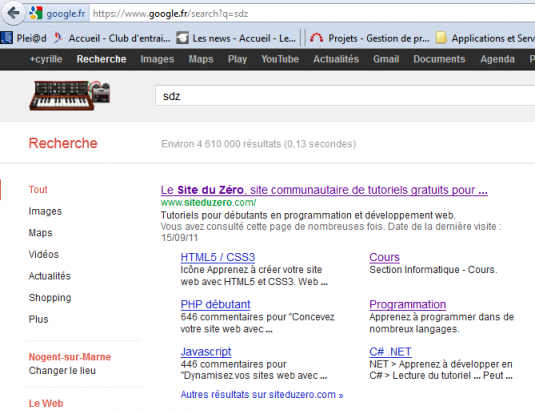 google.fr https://www.google.fr/search?q=sdz
Plei@d Accueil - Club d'entrai... Les news - Accueil - Le... Projets - Gestion de pr... Applications et Serv
+cyrille Recherche Images Maps Play YouTube Actualités Gmail Documents Agenda P
sdz
Recherche
Environ 4 610 000 résultats (0,13 secondes)
Tout
Images
Maps
Vidéos
Actualités
Shopping
Plus
Nogent-sur-Marne
Changer le lieu
Le Web
Le Site du Zéro, site communautaire de tutoriels gratuits pour ...
www.siteduzero.com/
Tutoriels pour débutants en programmation et développement web.
Vous avez consulté cette page de nombreuses fois. Date de la dernière visite :
15/09/11
HTML5 / CSS3
Icône Apprenez à créer votre site
web avec HTML5 et CSS3. Web ...
Cours
Section Informatique - Cours.
PHP débutant
646 commentaires pour "Concevez
votre site web avec ...
Programmation
Apprenez à programmer dans de
nombreux langages.
Javascript
446 commentaires pour
"Dynamisez vos sites web avec ...
C# .NET
NET > Apprenez à développer en
C# > Lecture du tutoriel ... Peut ...
Autres résultats sur siteduzero.com »